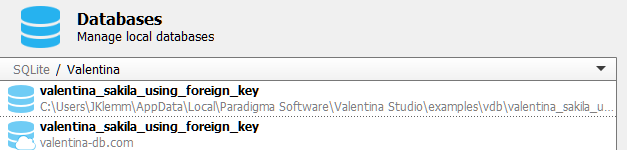 Databases
Manage local databases
SQLite / Valentina
valentina_sakila_using_foreign_key
C:\Users\JKlemm\AppData\Local\Paradigma Software\Valentina Studio\examples\vdb\valentina_sakila_u...
valentina_sakila_using_foreign_key
valentina-db.com